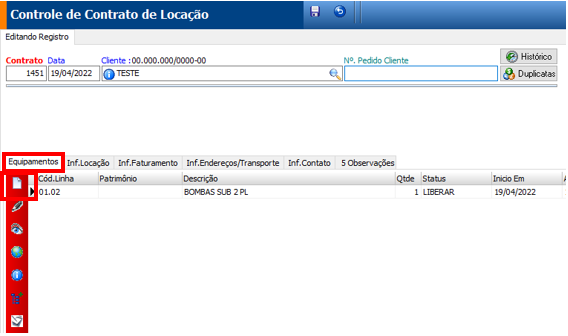 Controle de Contrato de Locação
Editando Registro
Contrato Data Cliente :00.000.000/0000-00 Nº. Pedido Cliente
Histórico
1451 19/04/2022 TESTE
Duplicatas
Equipamentos Inf.Locação Inf.Faturamento Inf.Endereços/Transporte Inf.Contato 5 Observações
Cód.Linha Patrimônio Descrição Qtde Status Inicio Em
01.02 BOMBAS SUB 2 PL 1 LIBERAR 19/04/2022